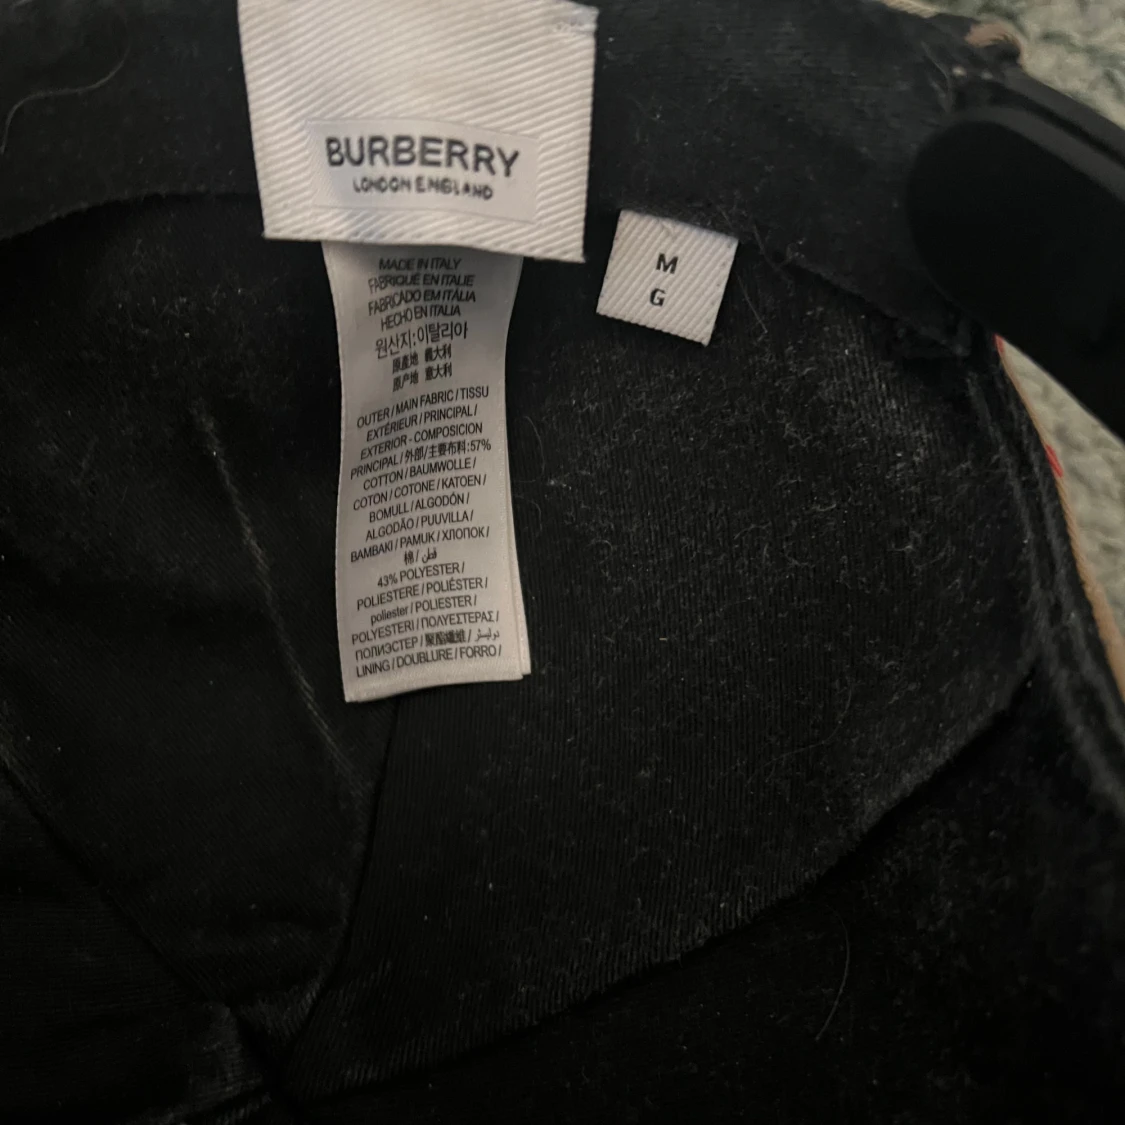 BURBERRY
LONDON ENGLAND
M
G
MADE IN ITALY
FABRIQUÉ EN ITALIE
FABRICADO EM ITÁLIA
HECHO EN ITALIA
원산지:이탈리아
原產地 義大利
原产地 意大利
OUTER / MAIN FABRIC / TISSU
EXTÉRIEUR / PRINCIPAL /
EXTERIOR - COMPOSICION
PRINCIPAL / 外部/主要布料:57%
COTTON / BAUMWOLLE /
COTON / COTONE / KATOEN /
BOMULL / ALGODÓN /
ALGODÃO / PUUVILLA /
BAMBAKI / PAMUK / ХЛОПОК /
棉 / قطن
43% POLYESTER /
POLIESTERE / POLIÉSTER /
poliester / POLIESTER /
POLYESTERI / ΠΟΛΥΕΣΤΕΡΑΣ /
ПОЛИЭСТЕР / 聚酯纖維 /
LINING / DOUBLURE / FORRO /